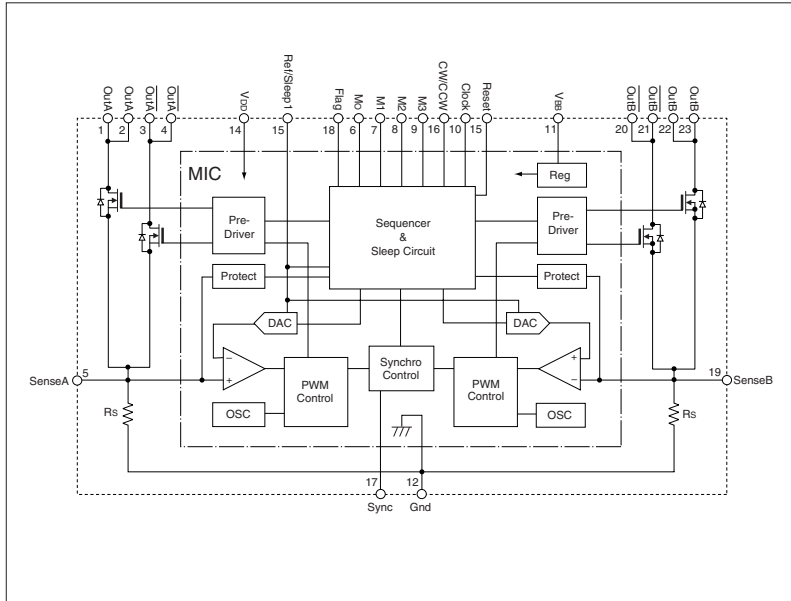 OutA
OutA
OutA
OutA
VDD
Ref/Sleep1
Flag
MO
M1
M2
M3
CW/CCW
Clock
Reset
VBB
OutB
OutB
OutB
OutB
1
2
3
4
14
15
18
6
7
8
9
16
10
15
11
20
21
22
23
MIC
Reg
Pre-
Driver
Sequencer
&
Sleep Circuit
Pre-
Driver
Protect
Protect
DAC
DAC
SenseA
5
−
+
PWM
Control
Synchro
Control
PWM
Control
+
−
19
SenseB
RS
OSC
OSC
RS
17
Sync
12
Gnd